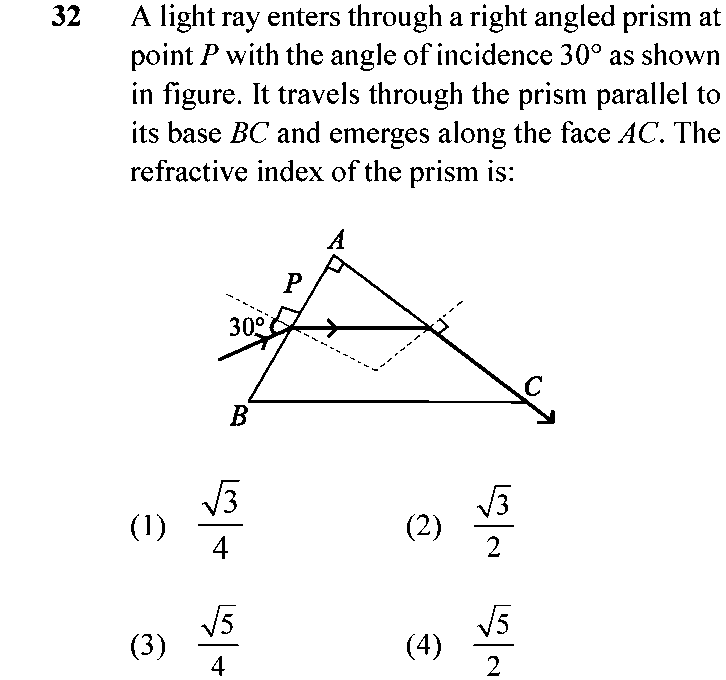 32 A light ray enters through a right angled prism at
point P with the angle of incidence 30° as shown
in figure. It travels through the prism parallel to
its base BC and emerges along the face AC. The
refractive index of the prism is:
A
P
30°
C
B
(1) √3/4 (2) √3/2
(3) √5/4 (4) √5/2